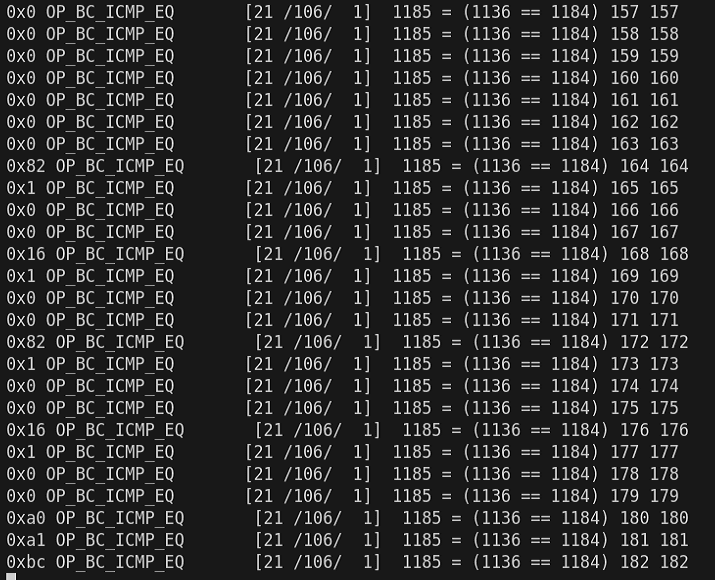 0x0 OP_BC_ICMP_EQ [21 /106/ 1] 1185 = (1136 == 1184) 157 157
0x0 OP_BC_ICMP_EQ [21 /106/ 1] 1185 = (1136 == 1184) 158 158
0x0 OP_BC_ICMP_EQ [21 /106/ 1] 1185 = (1136 == 1184) 159 159
0x0 OP_BC_ICMP_EQ [21 /106/ 1] 1185 = (1136 == 1184) 160 160
0x0 OP_BC_ICMP_EQ [21 /106/ 1] 1185 = (1136 == 1184) 161 161
0x0 OP_BC_ICMP_EQ [21 /106/ 1] 1185 = (1136 == 1184) 162 162
0x0 OP_BC_ICMP_EQ [21 /106/ 1] 1185 = (1136 == 1184) 163 163
0x82 OP_BC_ICMP_EQ [21 /106/ 1] 1185 = (1136 == 1184) 164 164
0x1 OP_BC_ICMP_EQ [21 /106/ 1] 1185 = (1136 == 1184) 165 165
0x0 OP_BC_ICMP_EQ [21 /106/ 1] 1185 = (1136 == 1184) 166 166
0x0 OP_BC_ICMP_EQ [21 /106/ 1] 1185 = (1136 == 1184) 167 167
0x16 OP_BC_ICMP_EQ [21 /106/ 1] 1185 = (1136 == 1184) 168 168
0x1 OP_BC_ICMP_EQ [21 /106/ 1] 1185 = (1136 == 1184) 169 169
0x0 OP_BC_ICMP_EQ [21 /106/ 1] 1185 = (1136 == 1184) 170 170
0x0 OP_BC_ICMP_EQ [21 /106/ 1] 1185 = (1136 == 1184) 171 171
0x82 OP_BC_ICMP_EQ [21 /106/ 1] 1185 = (1136 == 1184) 172 172
0x1 OP_BC_ICMP_EQ [21 /106/ 1] 1185 = (1136 == 1184) 173 173
0x0 OP_BC_ICMP_EQ [21 /106/ 1] 1185 = (1136 == 1184) 174 174
0x0 OP_BC_ICMP_EQ [21 /106/ 1] 1185 = (1136 == 1184) 175 175
0x16 OP_BC_ICMP_EQ [21 /106/ 1] 1185 = (1136 == 1184) 176 176
0x1 OP_BC_ICMP_EQ [21 /106/ 1] 1185 = (1136 == 1184) 177 177
0x0 OP_BC_ICMP_EQ [21 /106/ 1] 1185 = (1136 == 1184) 178 178
0x0 OP_BC_ICMP_EQ [21 /106/ 1] 1185 = (1136 == 1184) 179 179
0xa0 OP_BC_ICMP_EQ [21 /106/ 1] 1185 = (1136 == 1184) 180 180
0xa1 OP_BC_ICMP_EQ [21 /106/ 1] 1185 = (1136 == 1184) 181 181
0xbc OP_BC_ICMP_EQ [21 /106/ 1] 1185 = (1136 == 1184) 182 182